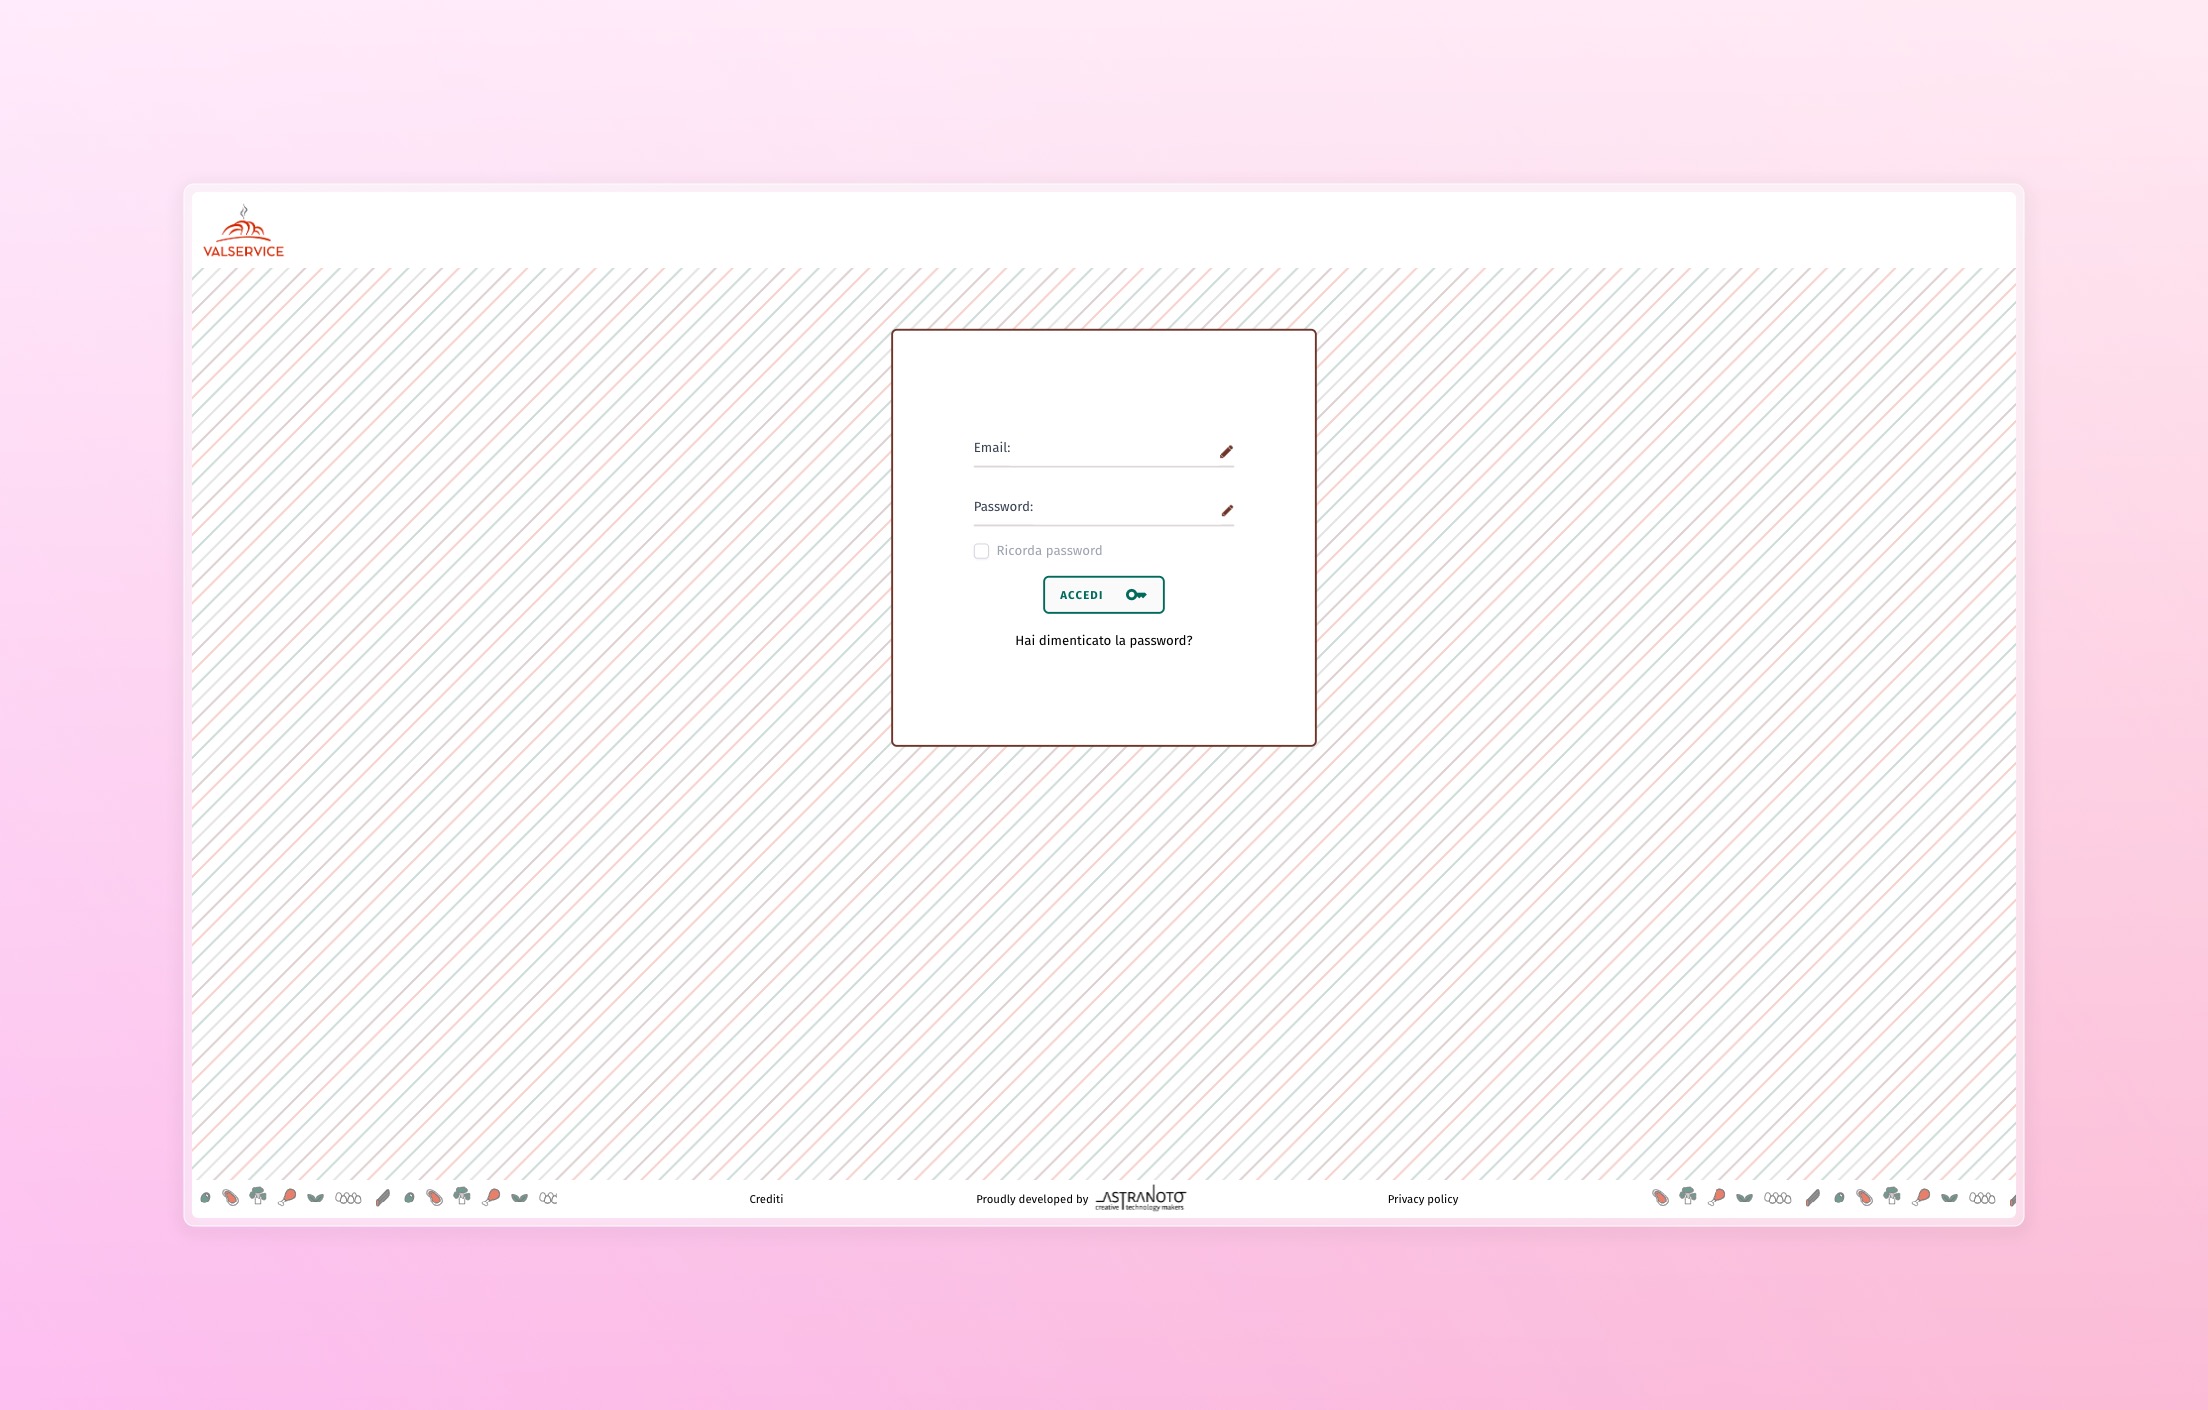 VALSERVICE
Email:
Password:
Ricorda password
ACCEDI
Hai dimenticato la password?
Crediti
Proudly developed by ASTRANOTO
creative technology makers
Privacy policy